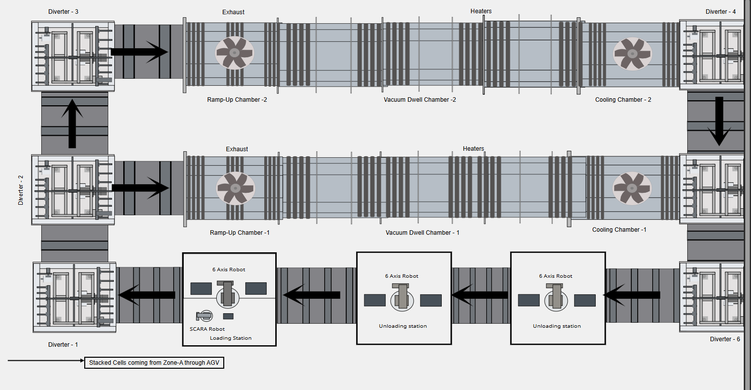 Diverter - 3
Exhaust
Heaters
Diverter - 4
Ramp-Up Chamber -2
Vacuum Dwell Chamber - 2
Cooling Chamber - 2
Exhaust
Heaters
Diverter - 2
Ramp-Up Chamber -1
Vacuum Dwell Chamber - 1
Cooling Chamber -1
6 Axis Robot
6 Axis Robot
6 Axis Robot
SCARA Robot
Loading Station
Unloading station
Unloading station
Diverter - 1
Diverter - 6
Stacked Cells coming from Zone-A through AGV